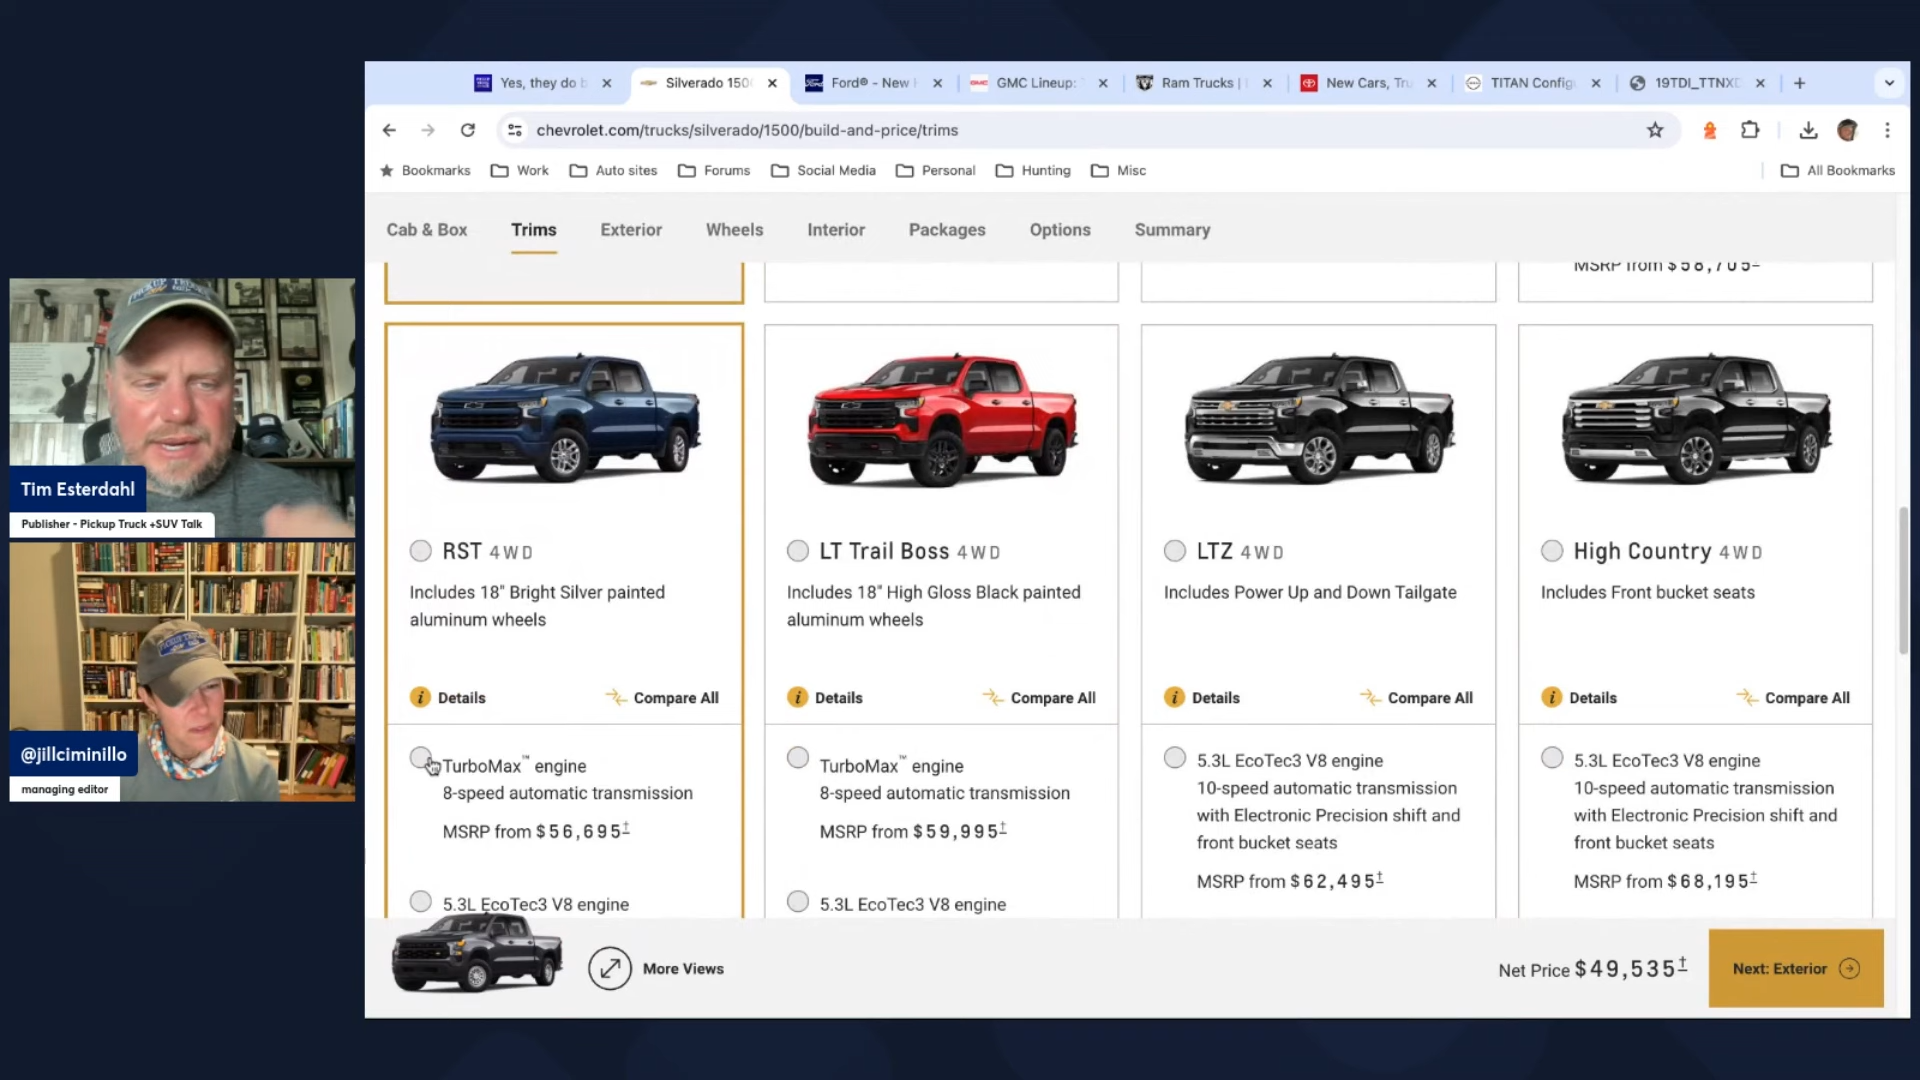 Yes, they do b
Silverado 150
Ford® - New H
GMC Lineup:
Ram Trucks |
New Cars, Tru
TITAN Config
19TDI_TTNXD
chevrolet.com/trucks/silverado/1500/build-and-price/trims
Bookmarks
Work
Auto sites
Forums
Social Media
Personal
Hunting
Misc
All Bookmarks
Cab & Box
Trims
Exterior
Wheels
Interior
Packages
Options
Summary
MSRP from $58,705‡
RST 4WD
Includes 18" Bright Silver painted
aluminum wheels
Details
Compare All
TurboMax™ engine
8-speed automatic transmission
MSRP from $56,695‡
5.3L EcoTec3 V8 engine
LT Trail Boss 4WD
Includes 18" High Gloss Black painted
aluminum wheels
Details
Compare All
TurboMax™ engine
8-speed automatic transmission
MSRP from $59,995‡
5.3L EcoTec3 V8 engine
LTZ 4WD
Includes Power Up and Down Tailgate
Details
Compare All
5.3L EcoTec3 V8 engine
10-speed automatic transmission
with Electronic Precision shift and
front bucket seats
MSRP from $62,495‡
High Country 4WD
Includes Front bucket seats
Details
Compare All
5.3L EcoTec3 V8 engine
10-speed automatic transmission
with Electronic Precision shift and
front bucket seats
MSRP from $68,195‡
More Views
Net Price $49,535†
Next: Exterior
Tim Esterdahl
Publisher - Pickup Truck +SUV Talk
@jillciminillo
managing editor